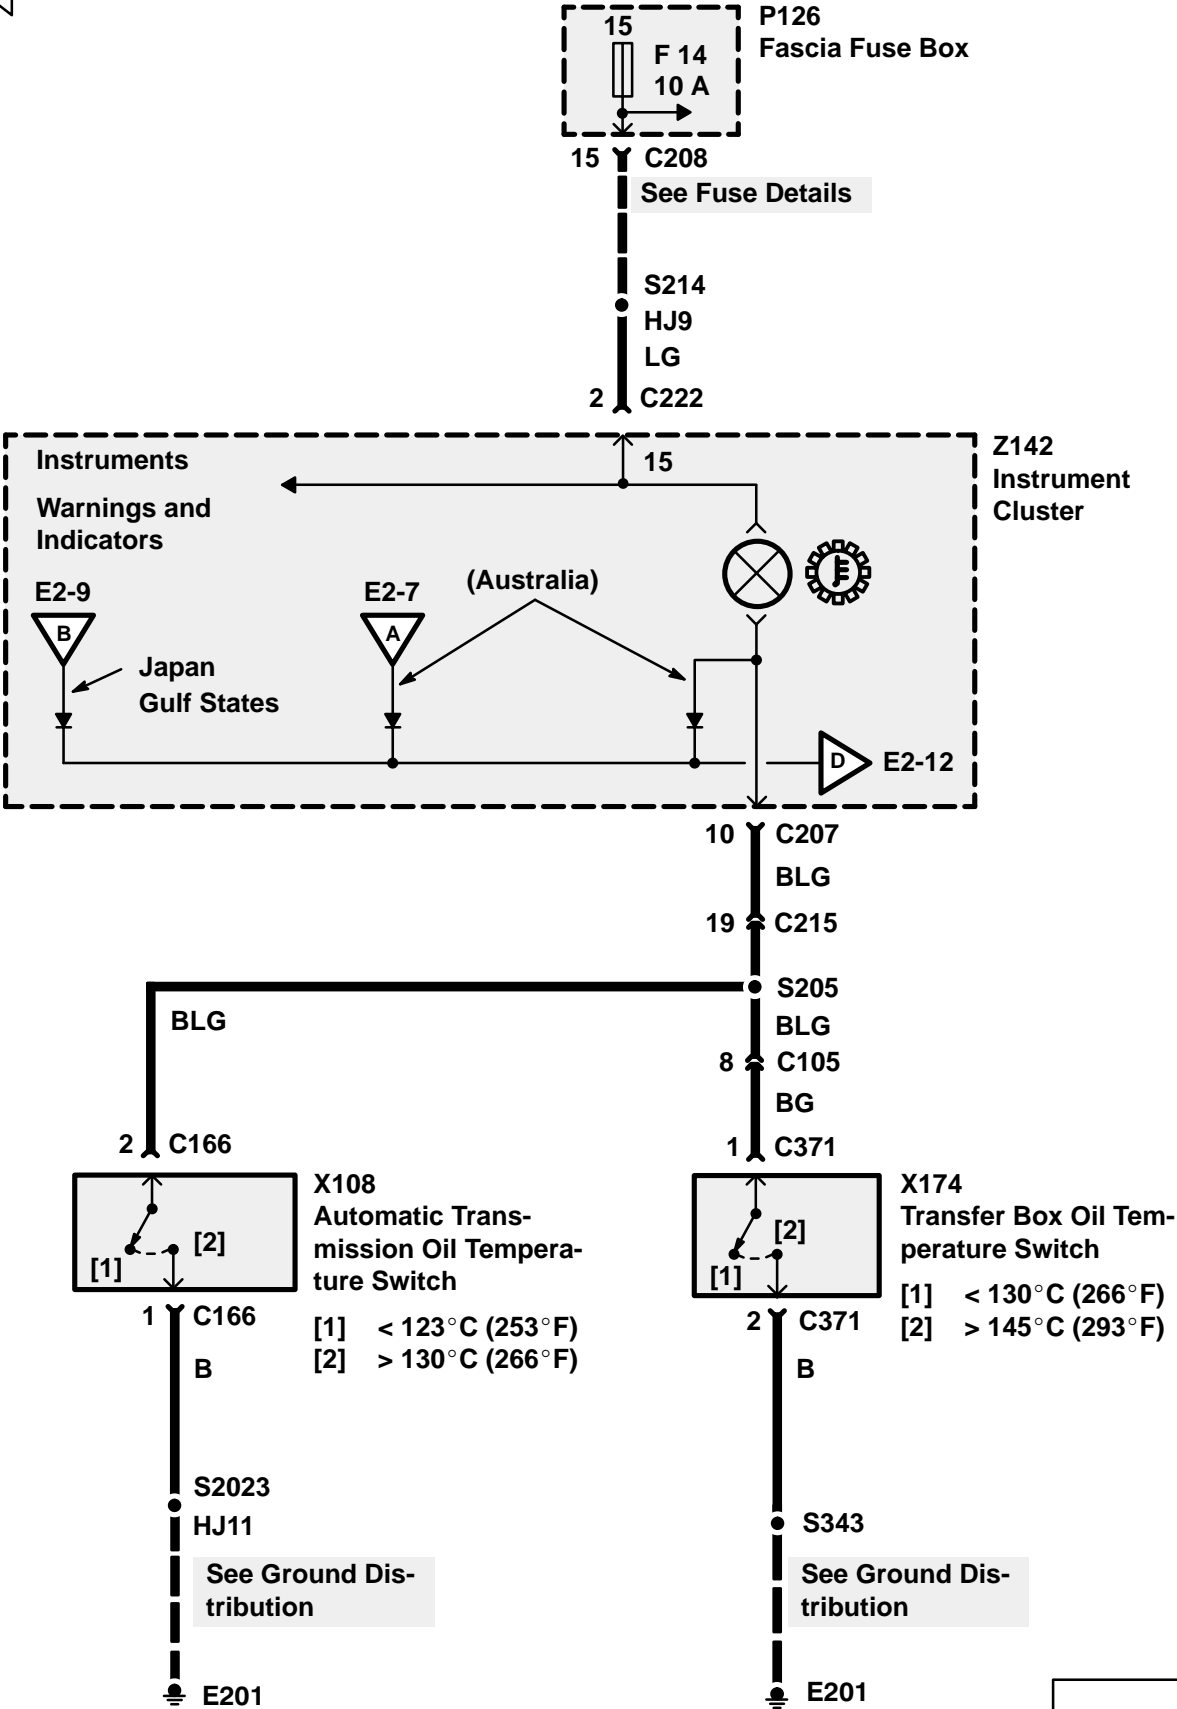 P126
Fascia Fuse Box
15
F 14
10 A
15 C208
See Fuse Details
S214
HJ9
LG
2 C222
Z142
Instrument
Cluster
Instruments
15
Warnings and
Indicators
(Australia)
E2-9
E2-7
B
A
Japan
Gulf States
D
E2-12
10 C207
BLG
19 C215
S205
BLG
BLG
8 C105
BG
2 C166
1 C371
X108
Automatic Trans-
mission Oil Tempera-
ture Switch
[1] < 123°C (253°F)
[2] > 130°C (266°F)
[2]
[1]
X174
Transfer Box Oil Tem-
perature Switch
[1] < 130°C (266°F)
[2] > 145°C (293°F)
[2]
[1]
1 C166
B
2 C371
B
S2023
HJ11
S343
See Ground Dis-
tribution
See Ground Dis-
tribution
E201
E201